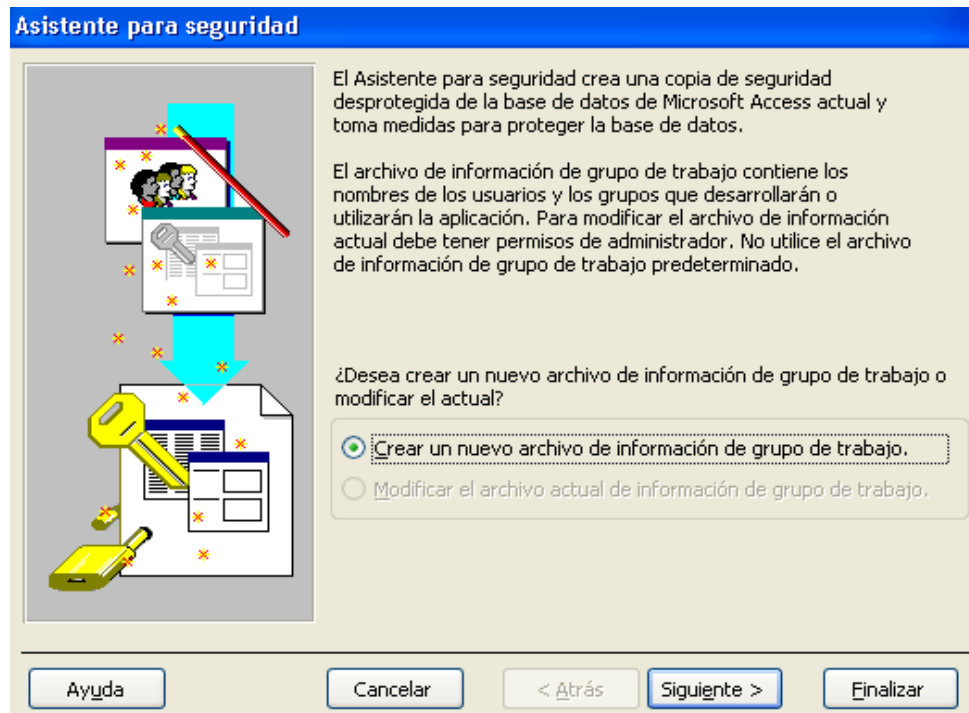 Asistente para seguridad
El Asistente para seguridad crea una copia de seguridad
desprotegida de la base de datos de Microsoft Access actual y
toma medidas para proteger la base de datos.
El archivo de información de grupo de trabajo contiene los
nombres de los usuarios y los grupos que desarrollarán o
utilizarán la aplicación. Para modificar el archivo de información
actual debe tener permisos de administrador. No utilice el archivo
de información de grupo de trabajo predeterminado.
¿Desea crear un nuevo archivo de información de grupo de trabajo o
modificar el actual?
Crear un nuevo archivo de información de grupo de trabajo.
Modificar el archivo actual de información de grupo de trabajo.
Ayuda
Cancelar
< Atrás
Siguiente >
Finalizar